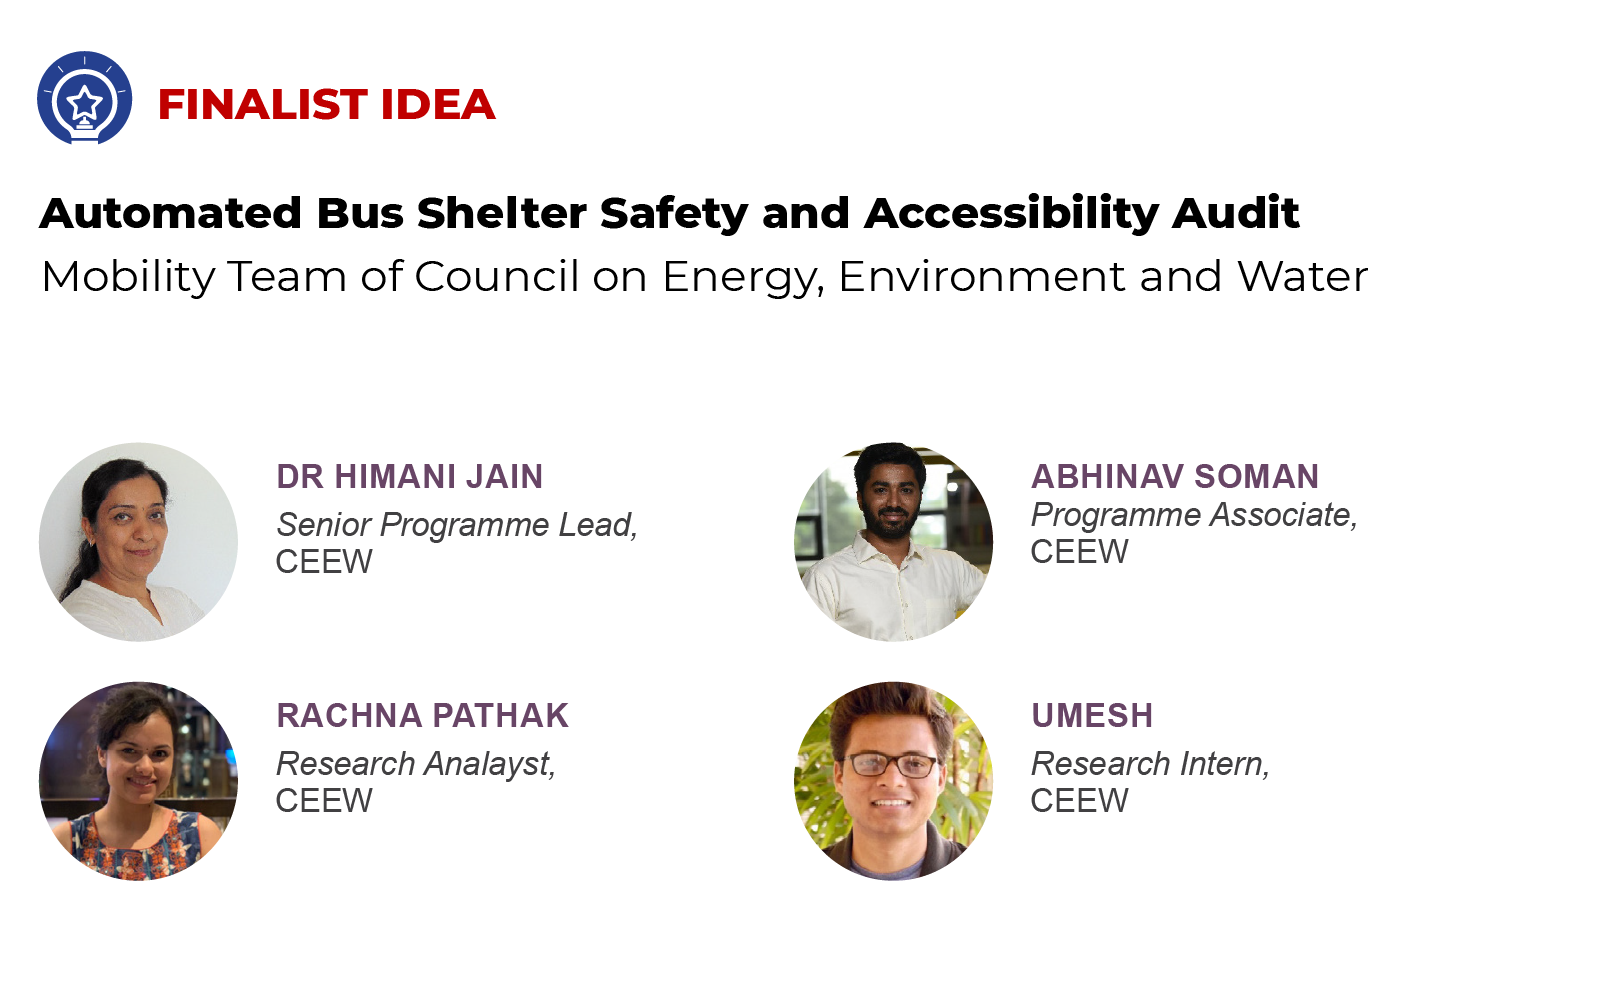 FINALIST IDEA
Automated Bus Shelter Safety and Accessibility Audit
Mobility Team of Council on Energy, Environment and Water
DR HIMANI JAIN
Senior Programme Lead,
CEEW
ABHINAV SOMAN
Programme Associate,
CEEW
RACHNA PATHAK
Research Analayst,
CEEW
UMESH
Research Intern,
CEEW